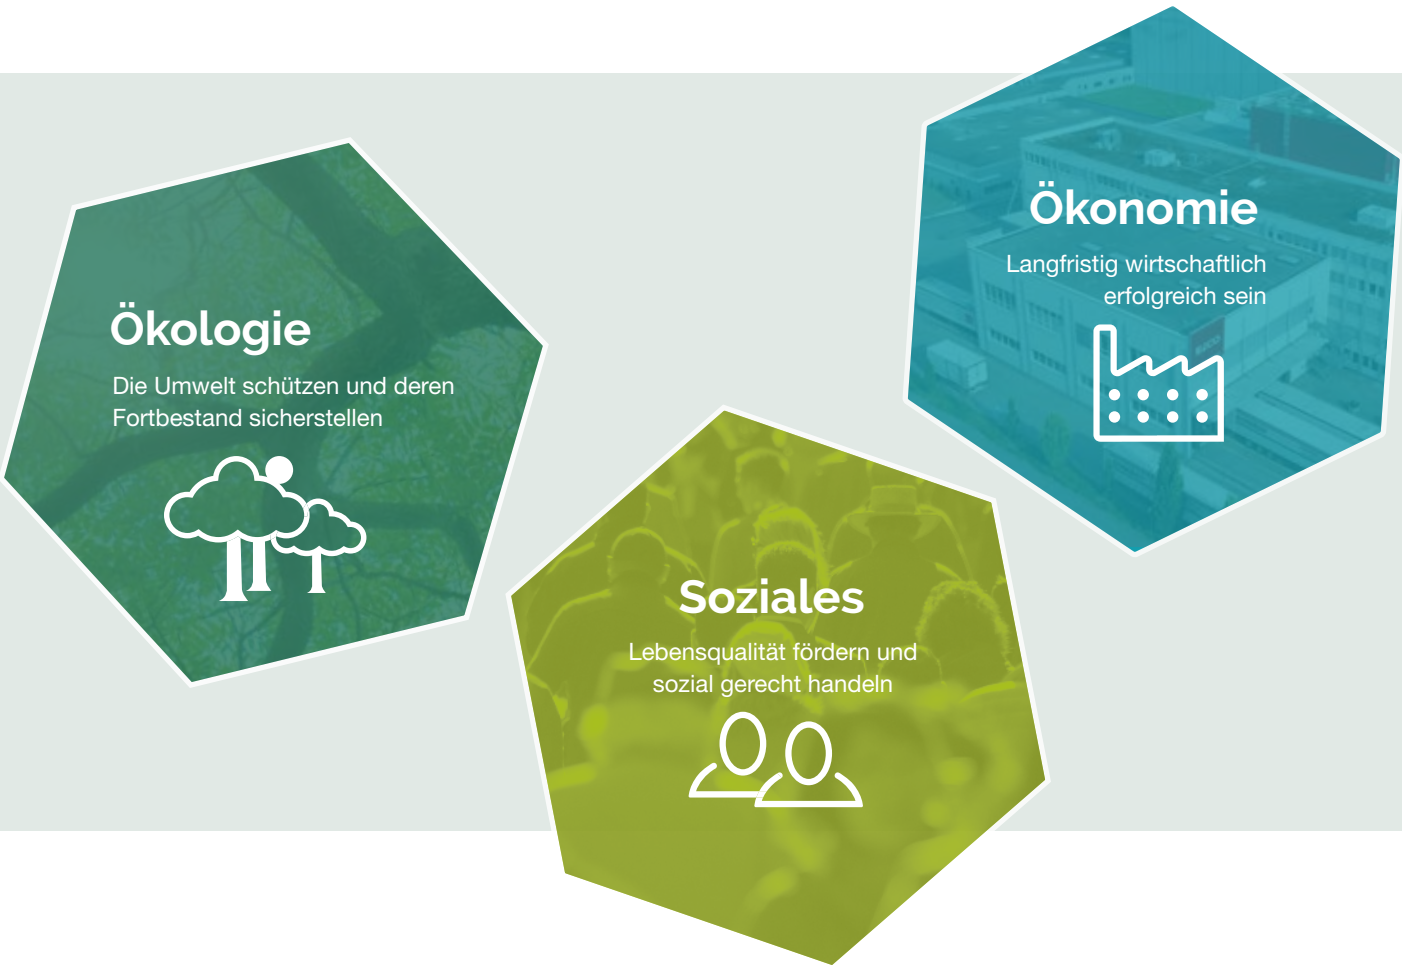 Ökologie
Die Umwelt schützen und deren
Fortbestand sicherstellen
Soziales
Lebensqualität fördern und
sozial gerecht handeln
Ökonomie
Langfristig wirtschaftlich
erfolgreich sein